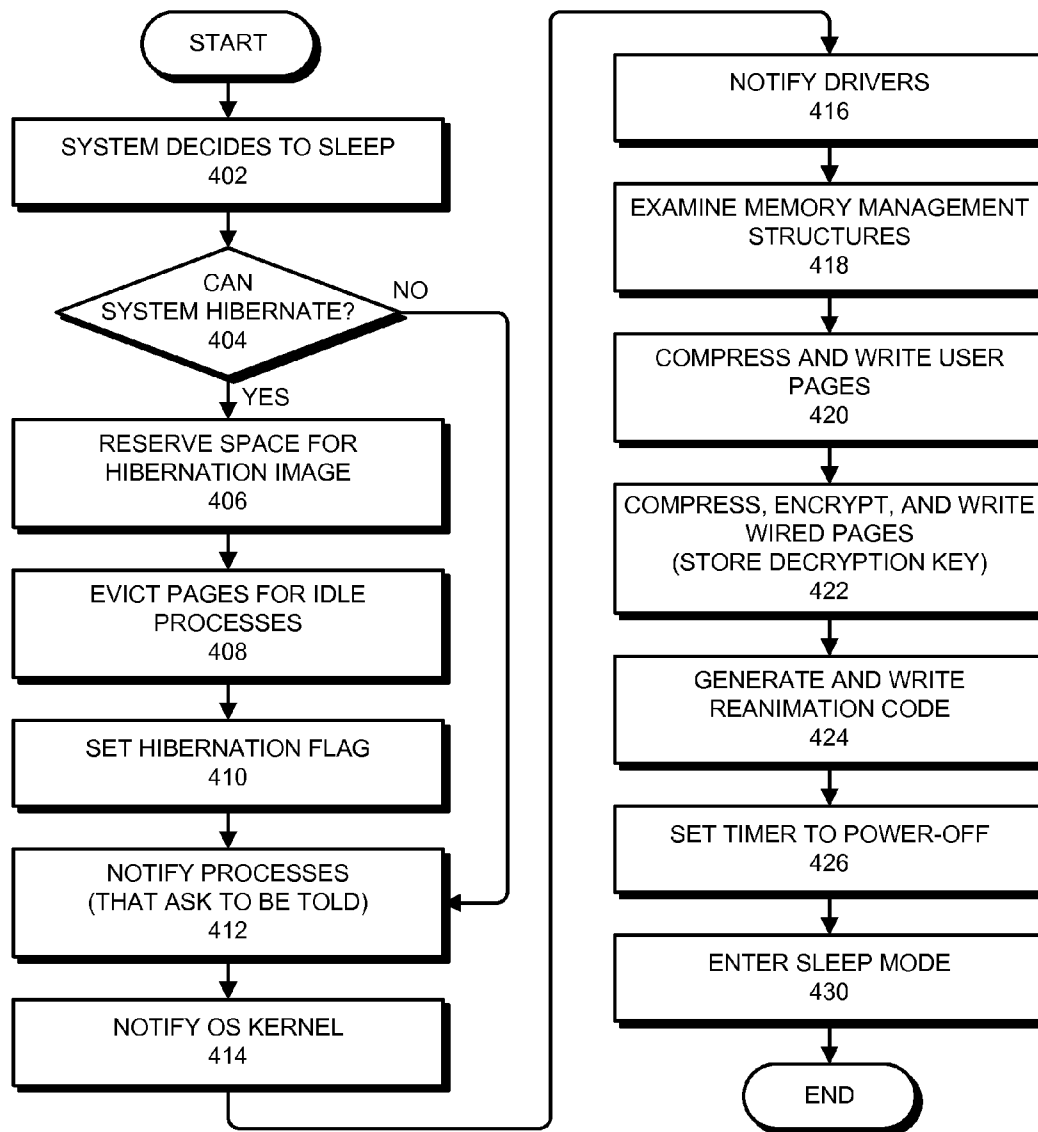 START
SYSTEM DECIDES TO SLEEP
402
CAN
SYSTEM HIBERNATE?
404
NO
YES
RESERVE SPACE FOR
HIBERNATION IMAGE
406
EVICT PAGES FOR IDLE
PROCESSES
408
SET HIBERNATION FLAG
410
NOTIFY PROCESSES
(THAT ASK TO BE TOLD)
412
NOTIFY OS KERNEL
414
NOTIFY DRIVERS
416
EXAMINE MEMORY MANAGEMENT
STRUCTURES
418
COMPRESS AND WRITE USER
PAGES
420
COMPRESS, ENCRYPT, AND WRITE
WIRED PAGES
(STORE DECRYPTION KEY)
422
GENERATE AND WRITE
REANIMATION CODE
424
SET TIMER TO POWER-OFF
426
ENTER SLEEP MODE
430
END